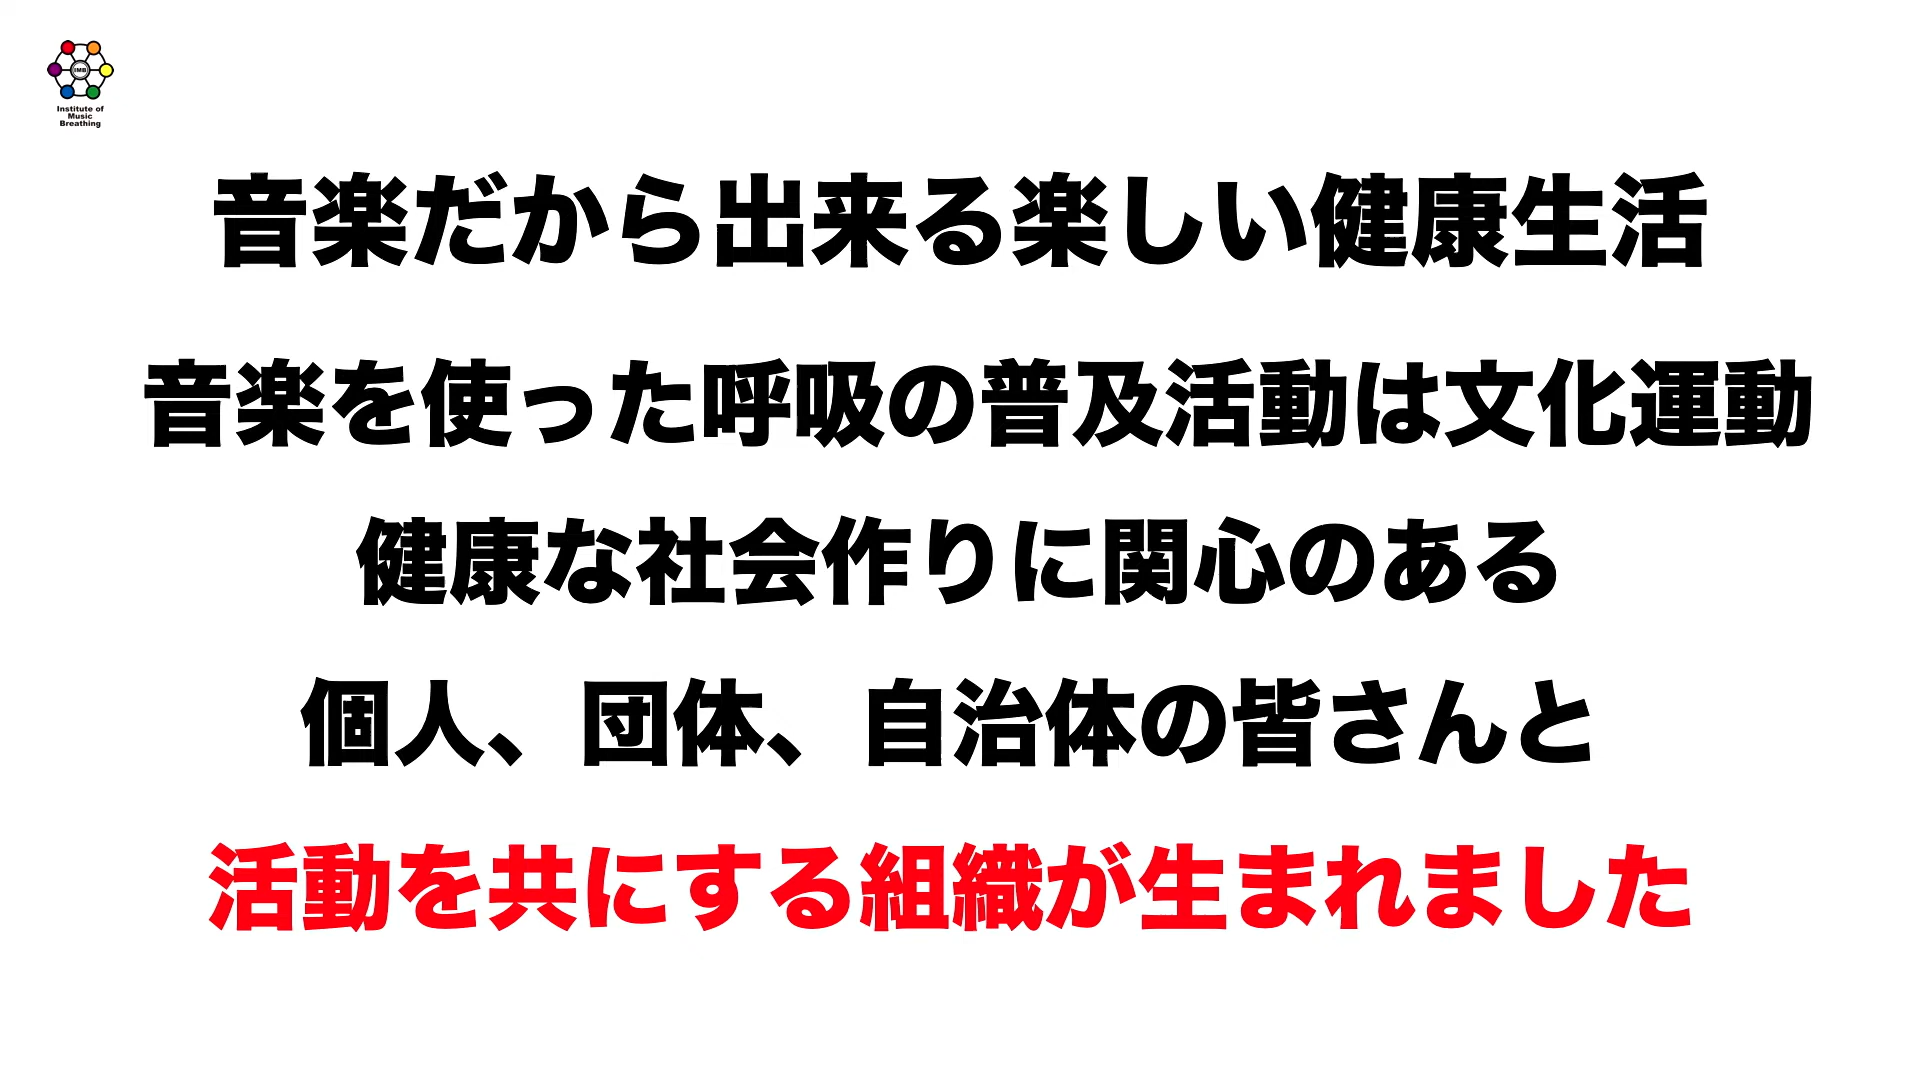 IMB
Institute of
Music
Breathing
音楽だから出来る楽しい健康生活
音楽を使った呼吸の普及活動は文化運動
健康な社会作りに関心のある
個人、団体、自治体の皆さんと
活動を共にする組織が生まれました